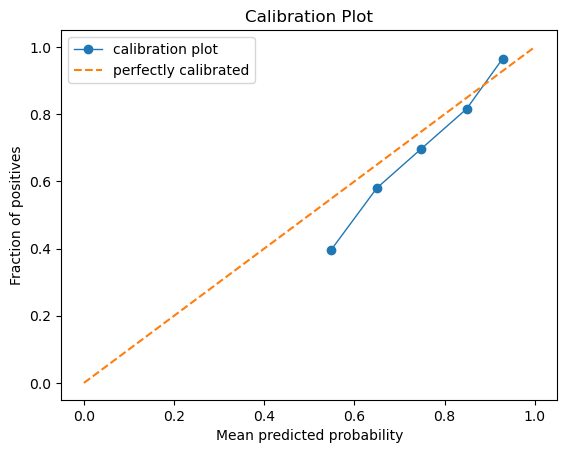 Calibration Plot
calibration plot
perfectly calibrated
1.0
0.8
0.6
0.4
0.2
0.0
Fraction of positives
0.0 0.2 0.4 0.6 0.8 1.0
Mean predicted probability